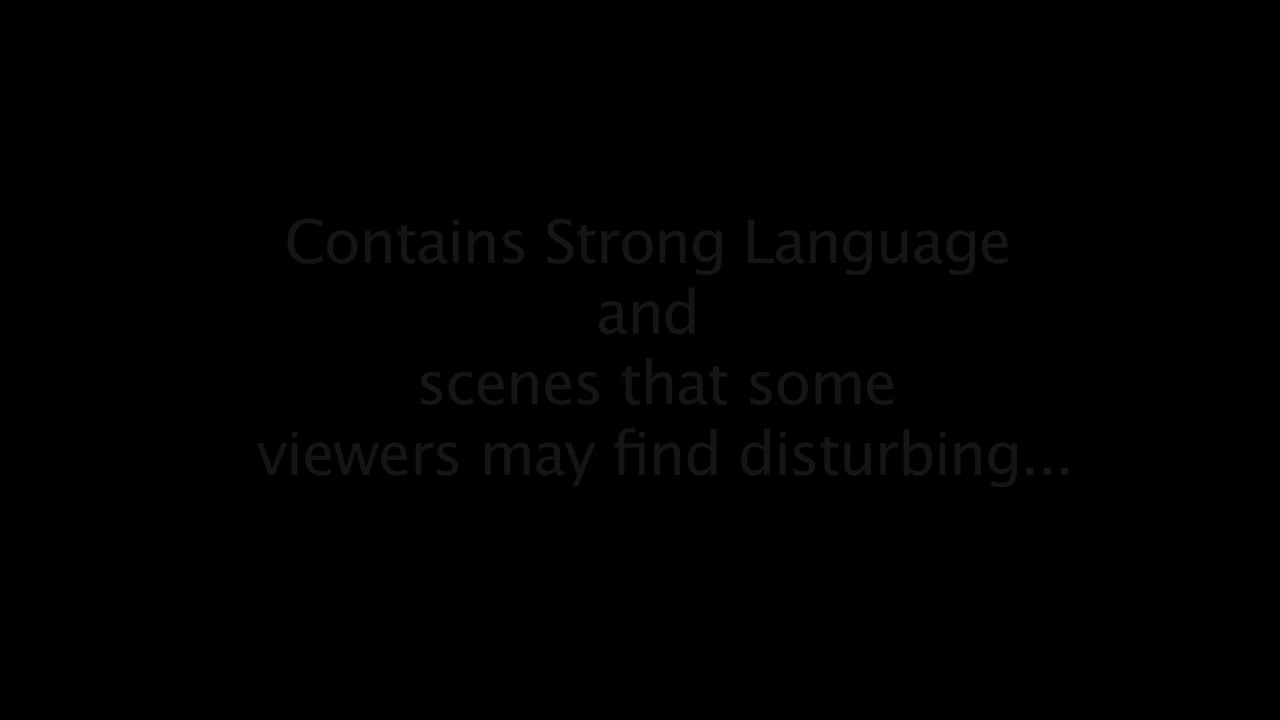 Contains Strong Language
and
scenes that some
viewers may find disturbing...